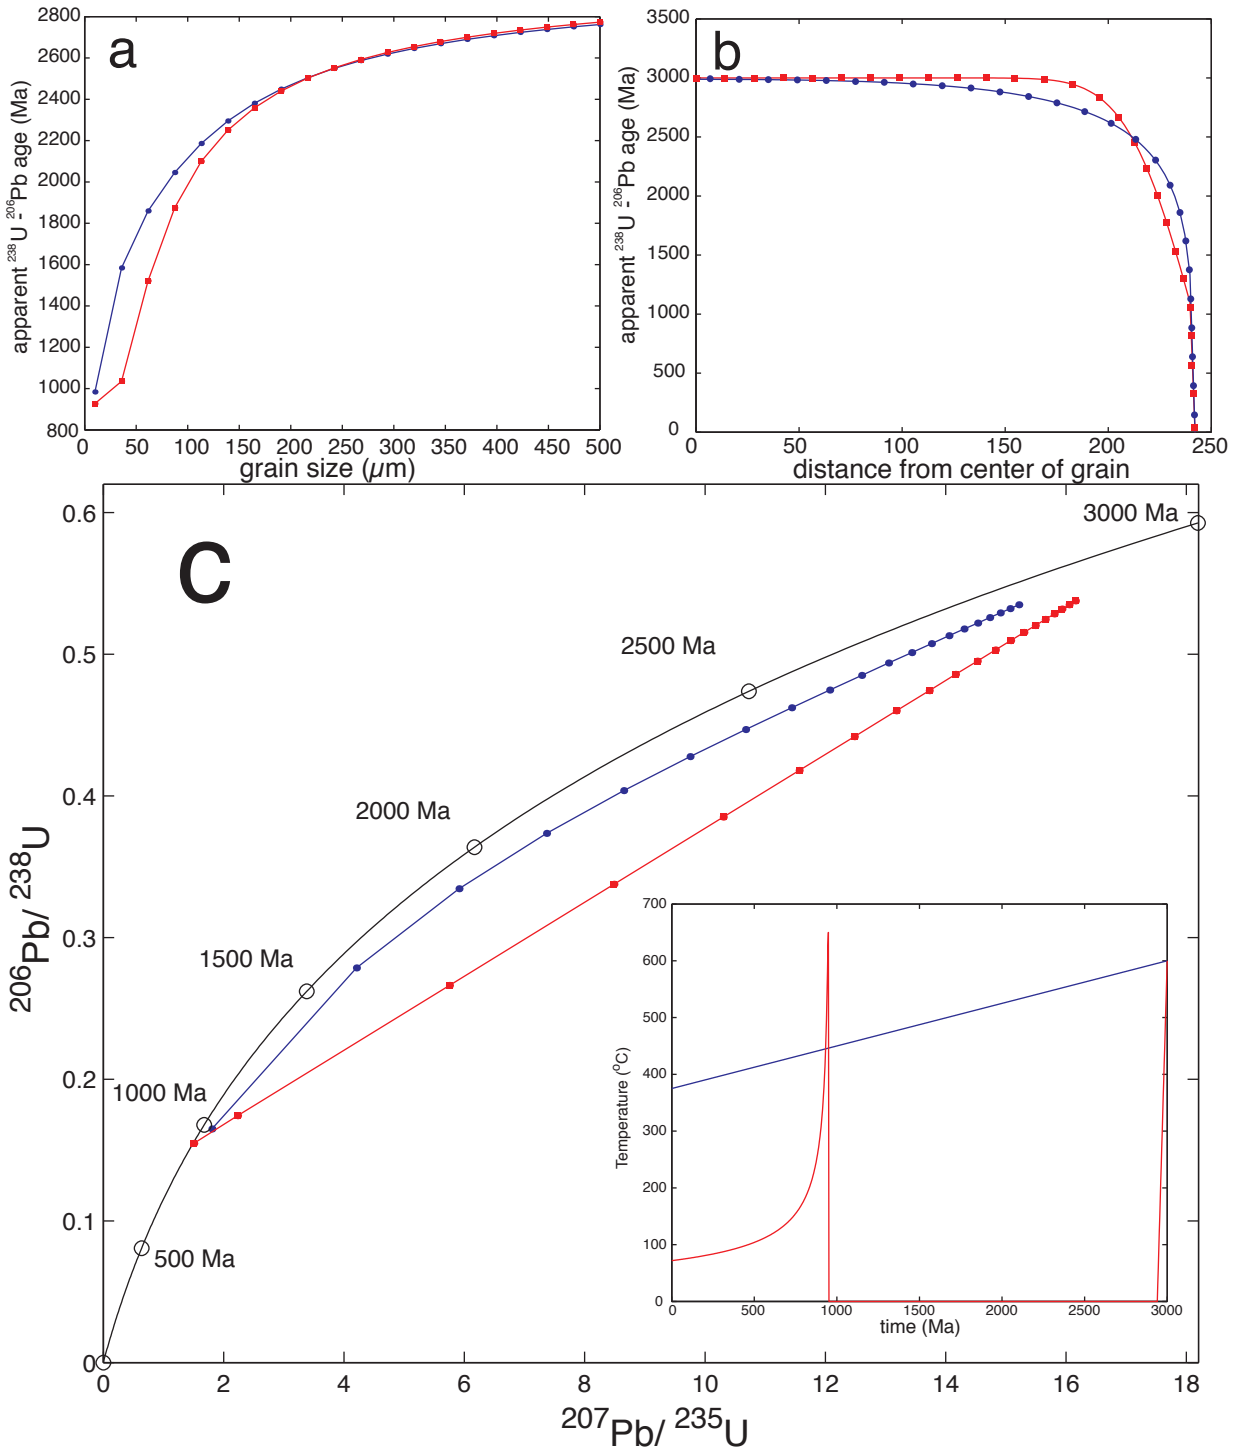 a
apparent ²³⁸U -²⁰⁶Pb age (Ma)
2800
2600
2400
2200
2000
1800
1600
1400
1200
1000
800
0 50 100 150 200 250 300 350 400 450 500
grain size (µm)
b
apparent ²³⁸U -²⁰⁶Pb age (Ma)
3500
3000
2500
2000
1500
1000
500
0
0 50 100 150 200 250
distance from center of grain
c
²⁰⁶Pb/ ²³⁸U
0.6
0.5
0.4
0.3
0.2
0.1
0
3000 Ma
2500 Ma
2000 Ma
1500 Ma
1000 Ma
500 Ma
0 2 4 6 8 10 12 14 16 18
²⁰⁷Pb/ ²³⁵U
Temperature (°C)
700
600
500
400
300
200
100
0
0 500 1000 1500 2000 2500 3000
time (Ma)